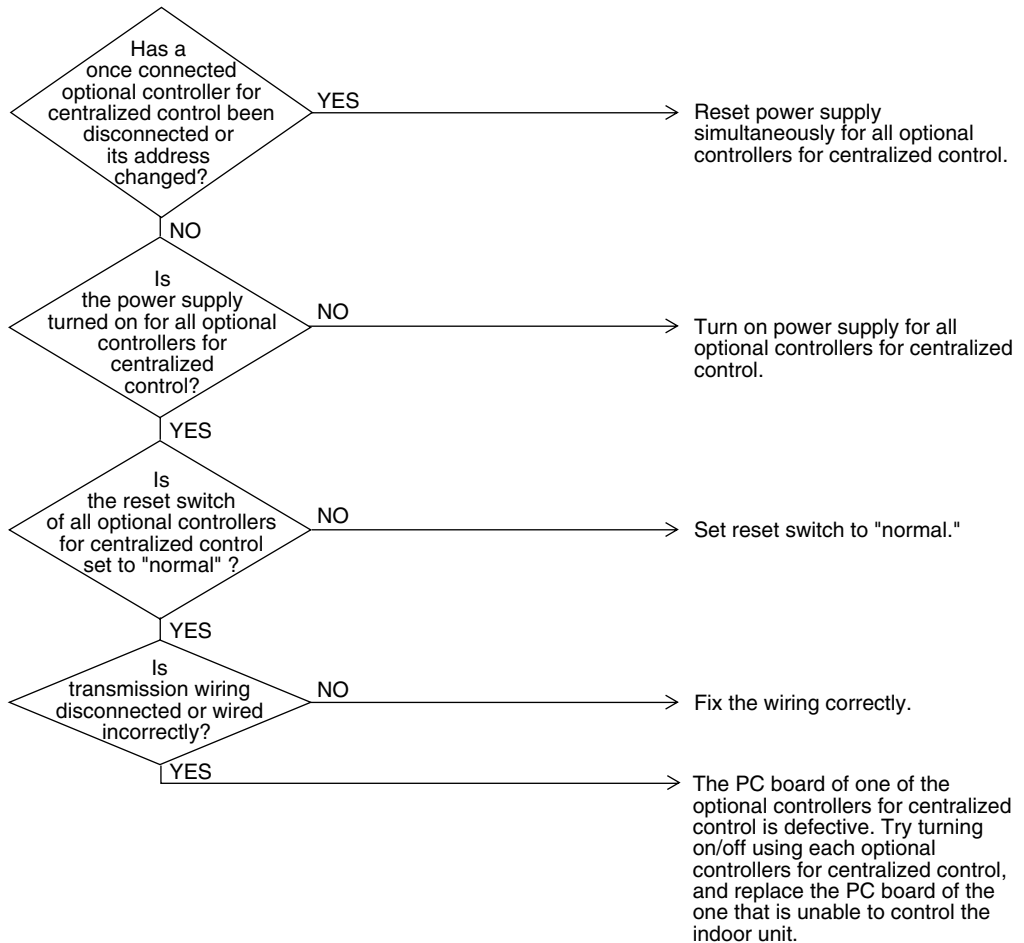 Has a
once connected
optional controller for
centralized control been
disconnected or
its address
changed?
YES
Reset power supply
simultaneously for all optional
controllers for centralized control.
NO
Is
the power supply
turned on for all optional
controllers for
centralized
control?
NO
Turn on power supply for all
optional controllers for centralized
control.
YES
Is
the reset switch
of all optional controllers
for centralized control
set to "normal" ?
NO
Set reset switch to "normal."
YES
Is
transmission wiring
disconnected or wired
incorrectly?
NO
Fix the wiring correctly.
YES
The PC board of one of the
optional controllers for centralized
control is defective. Try turning
on/off using each optional
controllers for centralized control,
and replace the PC board of the
one that is unable to control the
indoor unit.